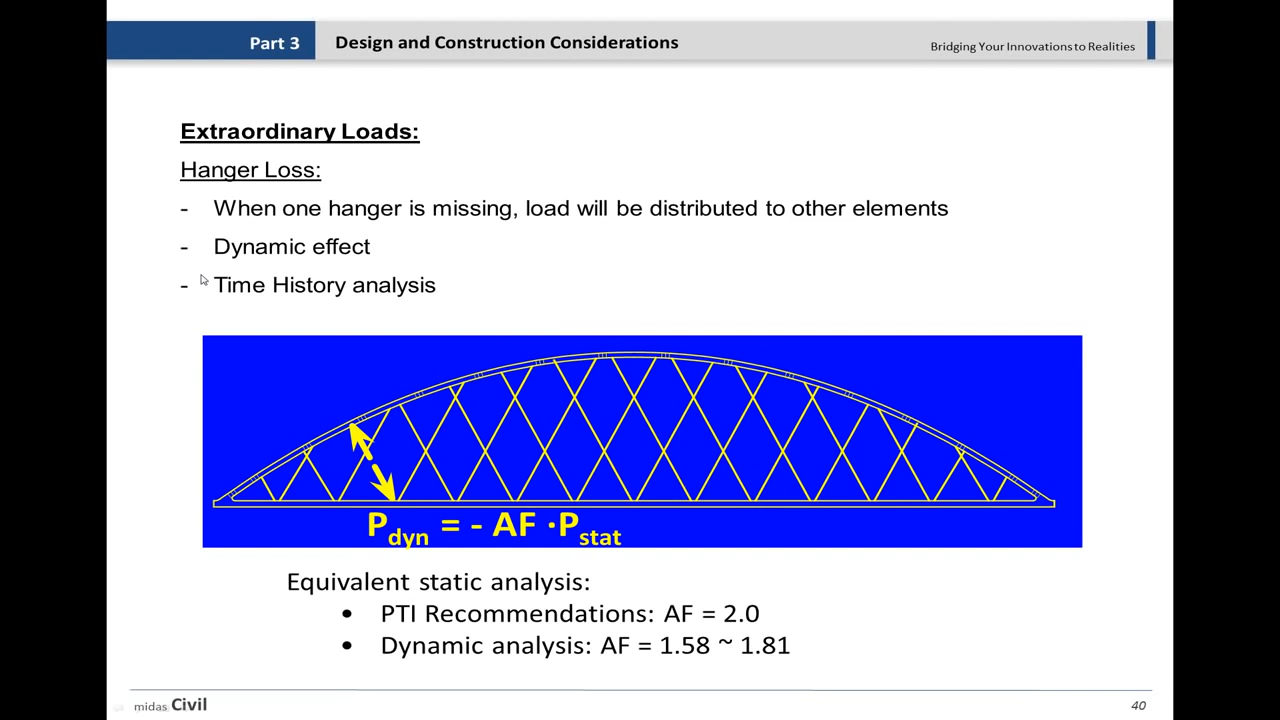 Part 3
Design and Construction Considerations
Bridging Your Innovations to Realities
Extraordinary Loads:
Hanger Loss:
- When one hanger is missing, load will be distributed to other elements
- Dynamic effect
- Time History analysis
Pdyn = - AF ·Pstat
Equivalent static analysis:
• PTI Recommendations: AF = 2.0
• Dynamic analysis: AF = 1.58 ~ 1.81
midas Civil
40